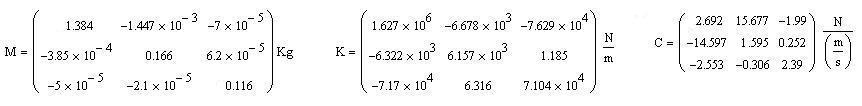 M = ( 1.384 −1.447×10^-3 −7×10^-5 ; −3.85×10^-4 0.166 6.2×10^-5 ; −5×10^-5 −2.1×10^-5 0.116 ) Kg
K = ( 1.627×10^6 −6.678×10^3 −7.629×10^4 ; −6.322×10^3 6.157×10^3 1.185 ; −7.17×10^4 6.316 7.104×10^4 ) N/m
C = ( 2.692 15.677 −1.99 ; −14.597 1.595 0.252 ; −2.553 −0.306 2.39 ) N/(m/s)